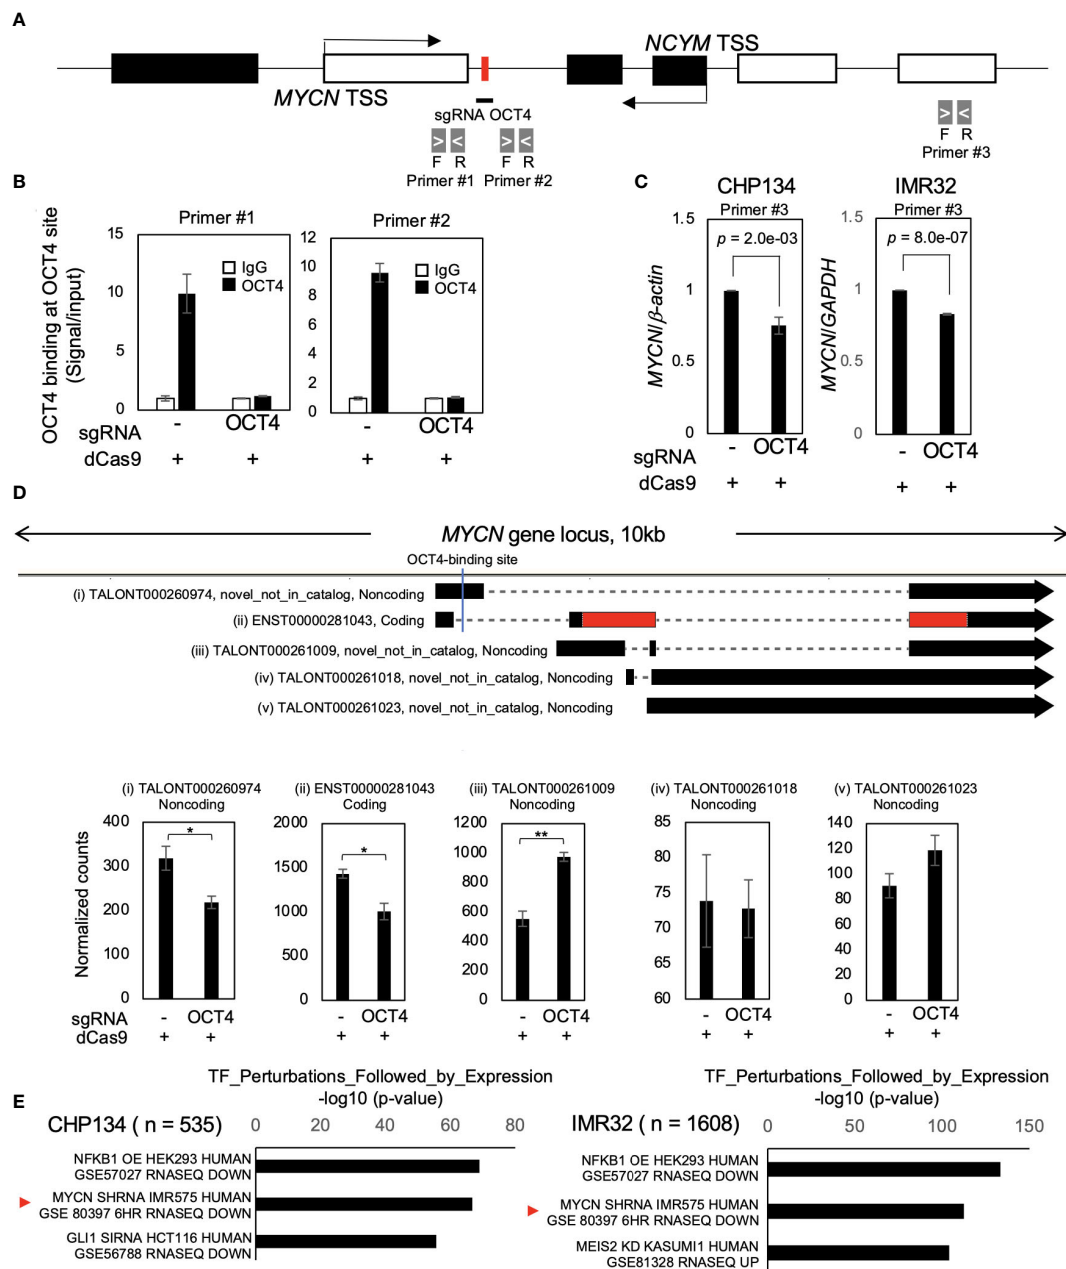 A
NCYM TSS
MYCN TSS
sgRNA OCT4
> < > < > <
F R F R F R
Primer #1 Primer #2 Primer #3
B
OCT4 binding at OCT4 site
(Signal/input)
Primer #1
15
10
5
0
IgG
OCT4
Primer #2
12
10
8
6
4
2
0
IgG
OCT4
sgRNA - OCT4 - OCT4
dCas9 + + + +
C
CHP134
Primer #3
MYCN/β-actin
1.5
1
0.5
0
p = 2.0e-03
IMR32
Primer #3
MYCN/GAPDH
1.5
1
0.5
0
p = 8.0e-07
sgRNA - OCT4 - OCT4
dCas9 + + + +
D
MYCN gene locus, 10kb
OCT4-binding site
(i) TALONT000260974, novel_not_in_catalog, Noncoding
(ii) ENST00000281043, Coding
(iii) TALONT000261009, novel_not_in_catalog, Noncoding
(iv) TALONT000261018, novel_not_in_catalog, Noncoding
(v) TALONT000261023, novel_not_in_catalog, Noncoding
Normalized counts
(i) TALONT000260974
Noncoding
400
300
200
100
0
*
(ii) ENST00000281043
Coding
2000
1500
1000
500
0
*
(iii) TALONT000261009
Noncoding
1200
1000
800
600
400
200
0
**
(iv) TALONT000261018
Noncoding
85
80
75
70
65
60
(v) TALONT000261023
Noncoding
140
120
100
80
60
40
20
0
sgRNA - OCT4 - OCT4 - OCT4 - OCT4 - OCT4
dCas9 + + + + + + + + + +
E
TF_Perturbations_Followed_by_Expression
-log10 (p-value)
CHP134 ( n = 535)
0 20 40 60 80
NFKB1 OE HEK293 HUMAN
GSE57027 RNASEQ DOWN
MYCN SHRNA IMR575 HUMAN
GSE 80397 6HR RNASEQ DOWN
GLI1 SIRNA HCT116 HUMAN
GSE56788 RNASEQ DOWN
TF_Perturbations_Followed_by_Expression
-log10 (p-value)
IMR32 ( n = 1608)
0 50 100 150
NFKB1 OE HEK293 HUMAN
GSE57027 RNASEQ DOWN
MYCN SHRNA IMR575 HUMAN
GSE 80397 6HR RNASEQ DOWN
MEIS2 KD KASUMI1 HUMAN
GSE81328 RNASEQ UP